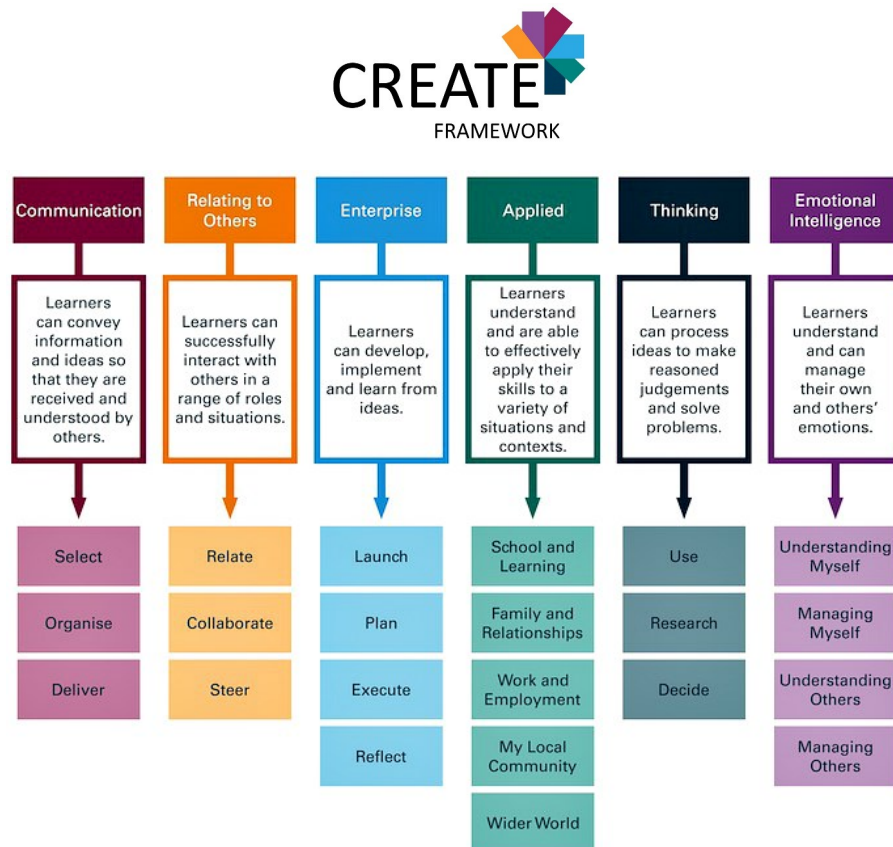 CREATE
FRAMEWORK
Communication
Learners
can convey
information
and ideas so
that they are
received and
understood by
others.
Select
Organise
Deliver
Relating to
Others
Learners can
successfully
interact with
others in a
range of roles
and situations.
Relate
Collaborate
Steer
Enterprise
Learners
can develop,
implement
and learn from
ideas.
Launch
Plan
Execute
Reflect
Applied
Learners
understand
and are able
to effectively
apply their
skills to a
variety of
situations and
contexts.
School and
Learning
Family and
Relationships
Work and
Employment
My Local
Community
Wider World
Thinking
Learners
can process
ideas to make
reasoned
judgements
and solve
problems.
Use
Research
Decide
Emotional
Intelligence
Learners
understand
and can
manage
their own
and others’
emotions.
Understanding
Myself
Managing
Myself
Understanding
Others
Managing
Others